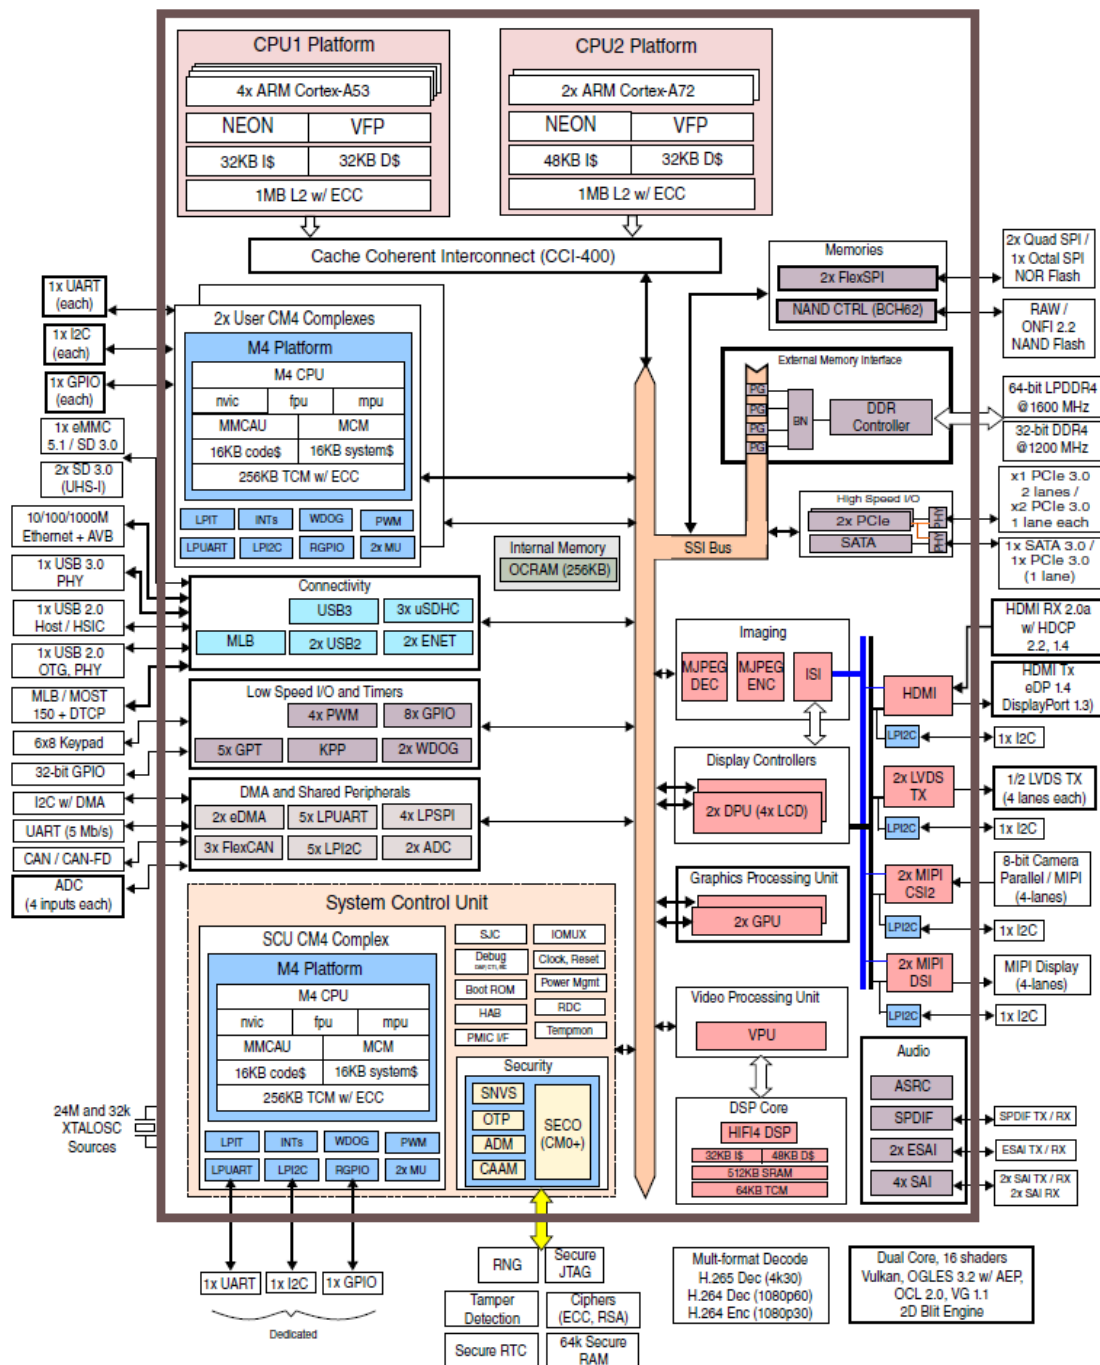 CPU1 Platform
4x ARM Cortex-A53
NEON VFP
32KB I$ 32KB D$
1MB L2 w/ ECC
CPU2 Platform
2x ARM Cortex-A72
NEON VFP
48KB I$ 32KB D$
1MB L2 w/ ECC
Cache Coherent Interconnect (CCI-400)
Memories
2x FlexSPI
NAND CTRL (BCH62)
2x Quad SPI /
1x Octal SPI
NOR Flash
RAW /
ONFI 2.2
NAND Flash
1x UART
(each)
1x I2C
(each)
1x GPIO
(each)
1x eMMC
5.1 / SD 3.0
2x SD 3.0
(UHS-I)
10/100/1000M
Ethernet + AVB
1x USB 3.0
PHY
1x USB 2.0
Host / HSIC
1x USB 2.0
OTG, PHY
MLB / MOST
150 + DTCP
6x8 Keypad
32-bit GPIO
I2C w/ DMA
UART (5 Mb/s)
CAN / CAN-FD
ADC
(4 inputs each)
2x User CM4 Complexes
M4 Platform
M4 CPU
nvic fpu mpu
MMCAU MCM
16KB code$ 16KB system$
256KB TCM w/ ECC
LPIT INTs WDOG PWM
LPUART LPI2C RGPIO 2x MU
External Memory Interface
PG
PG
PG
PG
BN
DDR
Controller
64-bit LPDDR4
@1600 MHz
32-bit DDR4
@1200 MHz
High Speed I/O
2x PCIe
SATA
PHY
PHY
x1 PCIe 3.0
2 lanes /
x2 PCIe 3.0
1 lane each
1x SATA 3.0 /
1x PCIe 3.0
(1 lane)
Internal Memory
OCRAM (256KB)
SSI Bus
Connectivity
USB3 3x uSDHC
MLB 2x USB2 2x ENET
Low Speed I/O and Timers
4x PWM 8x GPIO
5x GPT KPP 2x WDOG
DMA and Shared Peripherals
2x eDMA 5x LPUART 4x LPSPI
3x FlexCAN 5x LPI2C 2x ADC
Imaging
MJPEG
DEC
MJPEG
ENC
ISI
Display Controllers
2x DPU (4x LCD)
Graphics Processing Unit
2x GPU
Video Processing Unit
VPU
DSP Core
HIFI4 DSP
32KB I$ 48KB D$
512KB SRAM
64KB TCM
HDMI
LPI2C
2x LVDS
TX
LPI2C
2x MIPI
CSI2
LPI2C
2x MIPI
DSI
LPI2C
HDMI RX 2.0a
w/ HDCP
2.2, 1.4
HDMI Tx
eDP 1.4
DisplayPort 1.3)
1x I2C
1/2 LVDS TX
(4 lanes each)
1x I2C
8-bit Camera
Parallel / MIPI
(4-lanes)
1x I2C
MIPI Display
(4-lanes)
1x I2C
Audio
ASRC
SPDIF
2x ESAI
4x SAI
SPDIF TX / RX
ESAI TX / RX
2x SAI TX / RX
2x SAI RX
System Control Unit
SCU CM4 Complex
M4 Platform
M4 CPU
nvic fpu mpu
MMCAU MCM
16KB code$ 16KB system$
256KB TCM w/ ECC
LPIT INTs WDOG PWM
LPUART LPI2C RGPIO 2x MU
SJC IOMUX
Debug
Clock, Reset
Boot ROM Power Mgmt
HAB RDC
PMIC I/F Tempmon
Security
SNVS
OTP
ADM
CAAM
SECO
(CM0+)
24M and 32k
XTALOSC
Sources
1x UART 1x I2C 1x GPIO
Dedicated
RNG
Secure
JTAG
Tamper
Detection
Ciphers
(ECC, RSA)
Secure RTC
64k Secure
RAM
Mult-format Decode
H.265 Dec (4k30)
H.264 Dec (1080p60)
H.264 Enc (1080p30)
Dual Core, 16 shaders
Vulkan, OGLES 3.2 w/ AEP,
OCL 2.0, VG 1.1
2D Blit Engine